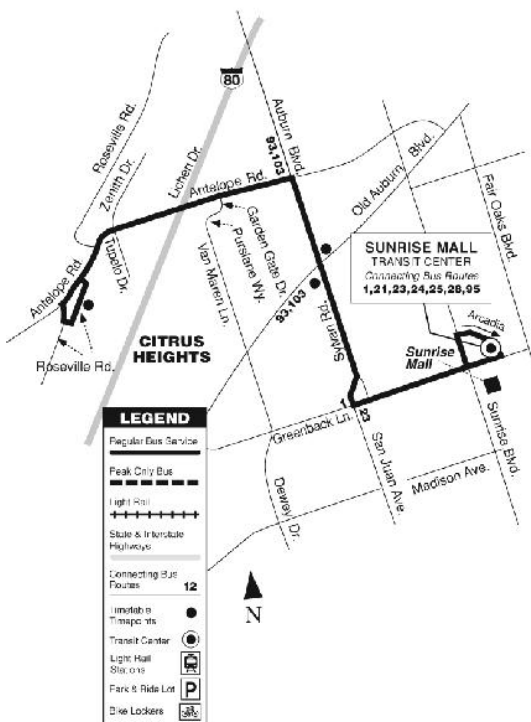 80
Roseville Rd.
Zenith Dr.
Lichen Dr.
Auburn Blvd.
93,103
Antelope Rd.
Old Auburn Blvd.
Fair Oaks Blvd.
Tupelo Dr.
Garden Gate Dr.
Purslane Wy.
Van Maren Ln.
Antelope Rd.
SUNRISE MALL
TRANSIT CENTER
Connecting Bus Routes
1,21,23,24,25,28,95
93,103
Sylvan Rd.
Arcadia
CITRUS
HEIGHTS
Sunrise
Mall
Roseville Rd.
1
23
Greenback Ln.
San Juan Ave.
Sunrise Blvd.
Madison Ave.
Dewey Dr.
N
LEGEND
Regular Bus Service
Peak Only Bus
Light Rail
State & Interstate
Highways
Connecting Bus
Routes 12
Timetable
Timepoints
Transit Center
Light Rail
Stations
Park & Ride Lot P
Bike Lockers